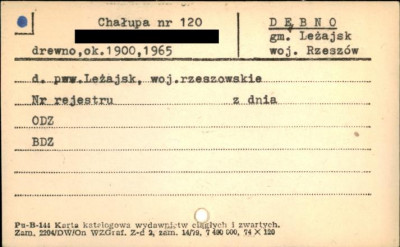 Chałupa nr 120
DĘBNO
gm. Leżajsk
woj. Rzeszów
drewno,ok.1900,1965
d. pww.Leżajsk, woj.rzeszowskie
Nr rejestru z dnia
ODZ
BDZ
Pu-B-144 Karta katalogowa wydawnictw ciągłych i zwartych.
Zam. 2204/DW/On WZGraf. Z-d 2, zam. 14/79, 7 400 000, 74 X 120